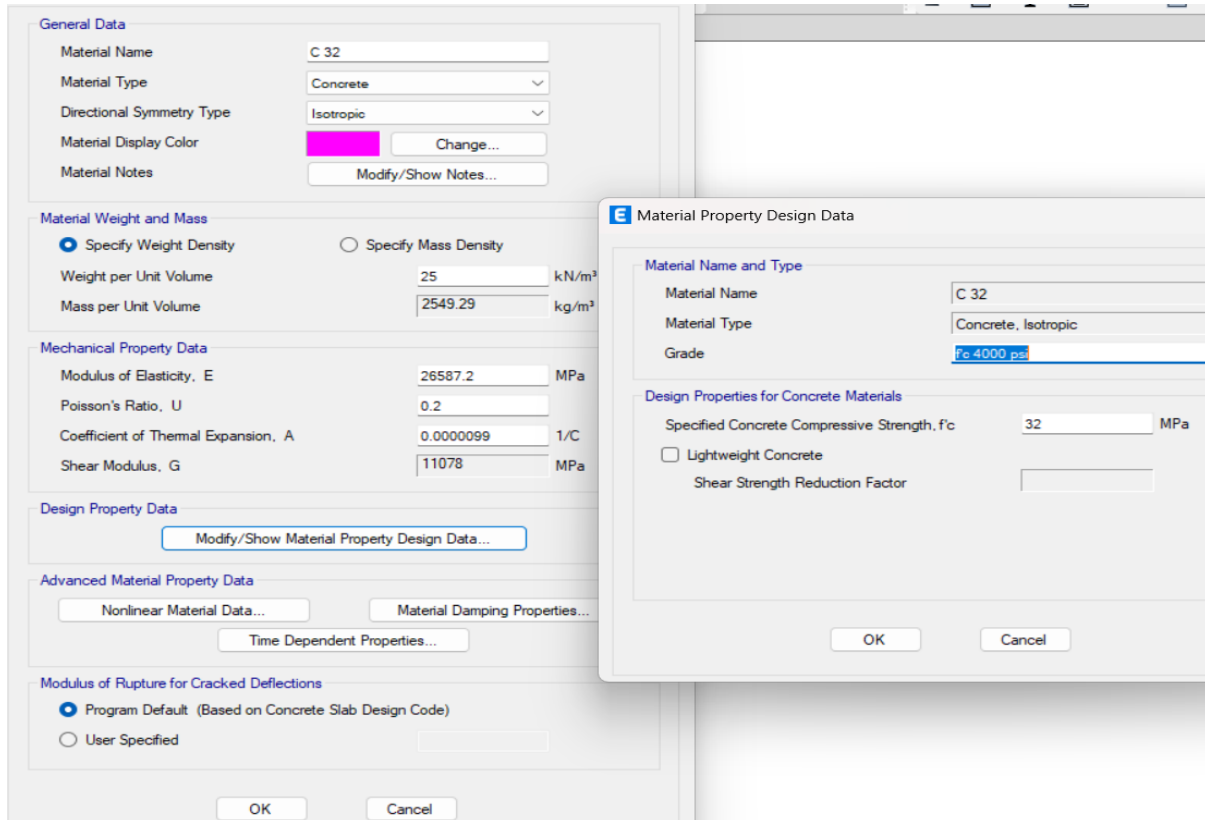 General Data
Material Name C 32
Material Type Concrete
Directional Symmetry Type Isotropic
Material Display Color Change...
Material Notes Modify/Show Notes...
Material Weight and Mass
Specify Weight Density Specify Mass Density
Weight per Unit Volume 25 kN/m³
Mass per Unit Volume 2549.29 kg/m³
Mechanical Property Data
Modulus of Elasticity, E 26587.2 MPa
Poisson's Ratio, U 0.2
Coefficient of Thermal Expansion, A 0.0000099 1/C
Shear Modulus, G 11078 MPa
Design Property Data
Modify/Show Material Property Design Data...
Advanced Material Property Data
Nonlinear Material Data... Material Damping Properties...
Time Dependent Properties...
Modulus of Rupture for Cracked Deflections
Program Default (Based on Concrete Slab Design Code)
User Specified
OK Cancel
E Material Property Design Data
Material Name and Type
Material Name C 32
Material Type Concrete, Isotropic
Grade f'c 4000 psi
Design Properties for Concrete Materials
Specified Concrete Compressive Strength, f'c 32 MPa
Lightweight Concrete
Shear Strength Reduction Factor
OK Cancel